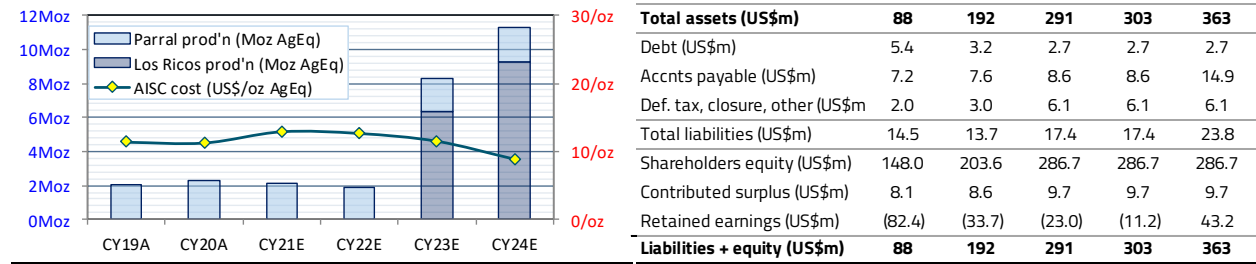 12Moz
10Moz
8Moz
6Moz
4Moz
2Moz
0Moz
Parral prod'n (Moz AgEq)
Los Ricos prod'n (Moz AgEq)
AISC cost (US$/oz AgEq)
30/oz
20/oz
10/oz
0/oz
CY19A CY20A CY21E CY22E CY23E CY24E
Total assets (US$m) 88 192 291 303 363
Debt (US$m) 5.4 3.2 2.7 2.7 2.7
Accnts payable (US$m) 7.2 7.6 8.6 8.6 14.9
Def. tax, closure, other (US$m 2.0 3.0 6.1 6.1 6.1
Total liabilities (US$m) 14.5 13.7 17.4 17.4 23.8
Shareholders equity (US$m) 148.0 203.6 286.7 286.7 286.7
Contributed surplus (US$m) 8.1 8.6 9.7 9.7 9.7
Retained earnings (US$m) (82.4) (33.7) (23.0) (11.2) 43.2
Liabilities + equity (US$m) 88 192 291 303 363